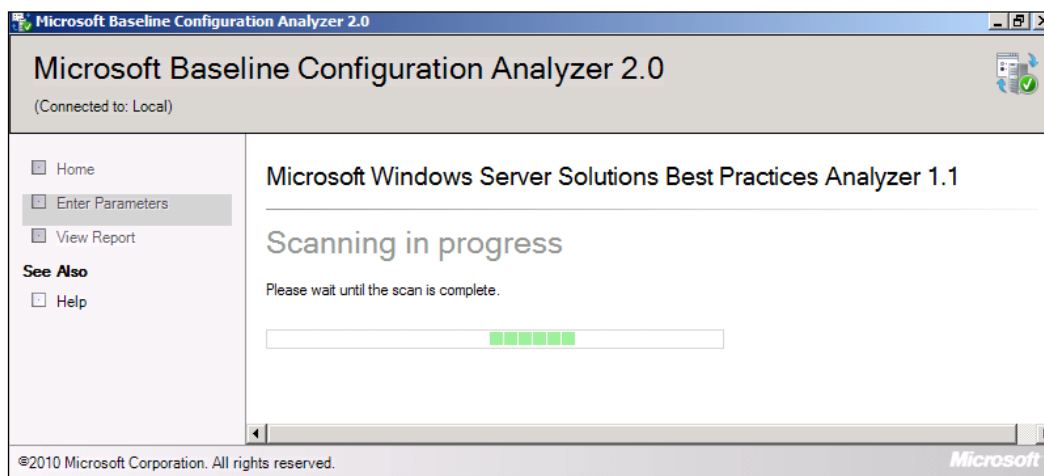 Microsoft Baseline Configuration Analyzer 2.0
Microsoft Baseline Configuration Analyzer 2.0
(Connected to: Local)
Home
Enter Parameters
View Report
See Also
Help
Microsoft Windows Server Solutions Best Practices Analyzer 1.1
Scanning in progress
Please wait until the scan is complete.
©2010 Microsoft Corporation. All rights reserved.
Microsoft